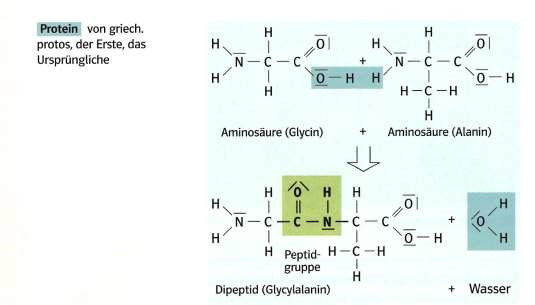 Protein von griech.
protos, der Erste, das
Ursprüngliche
H H O
N — C — C +
H H O — H
H H O
N — C — C
H O — H
H — C — H
H
Aminosäure (Glycin) + Aminosäure (Alanin)
H O H H O
N — C — C — N — C — C + O H
H H O — H H
H — C — H
H
Peptid-
gruppe
Dipeptid (Glycylalanin) + Wasser